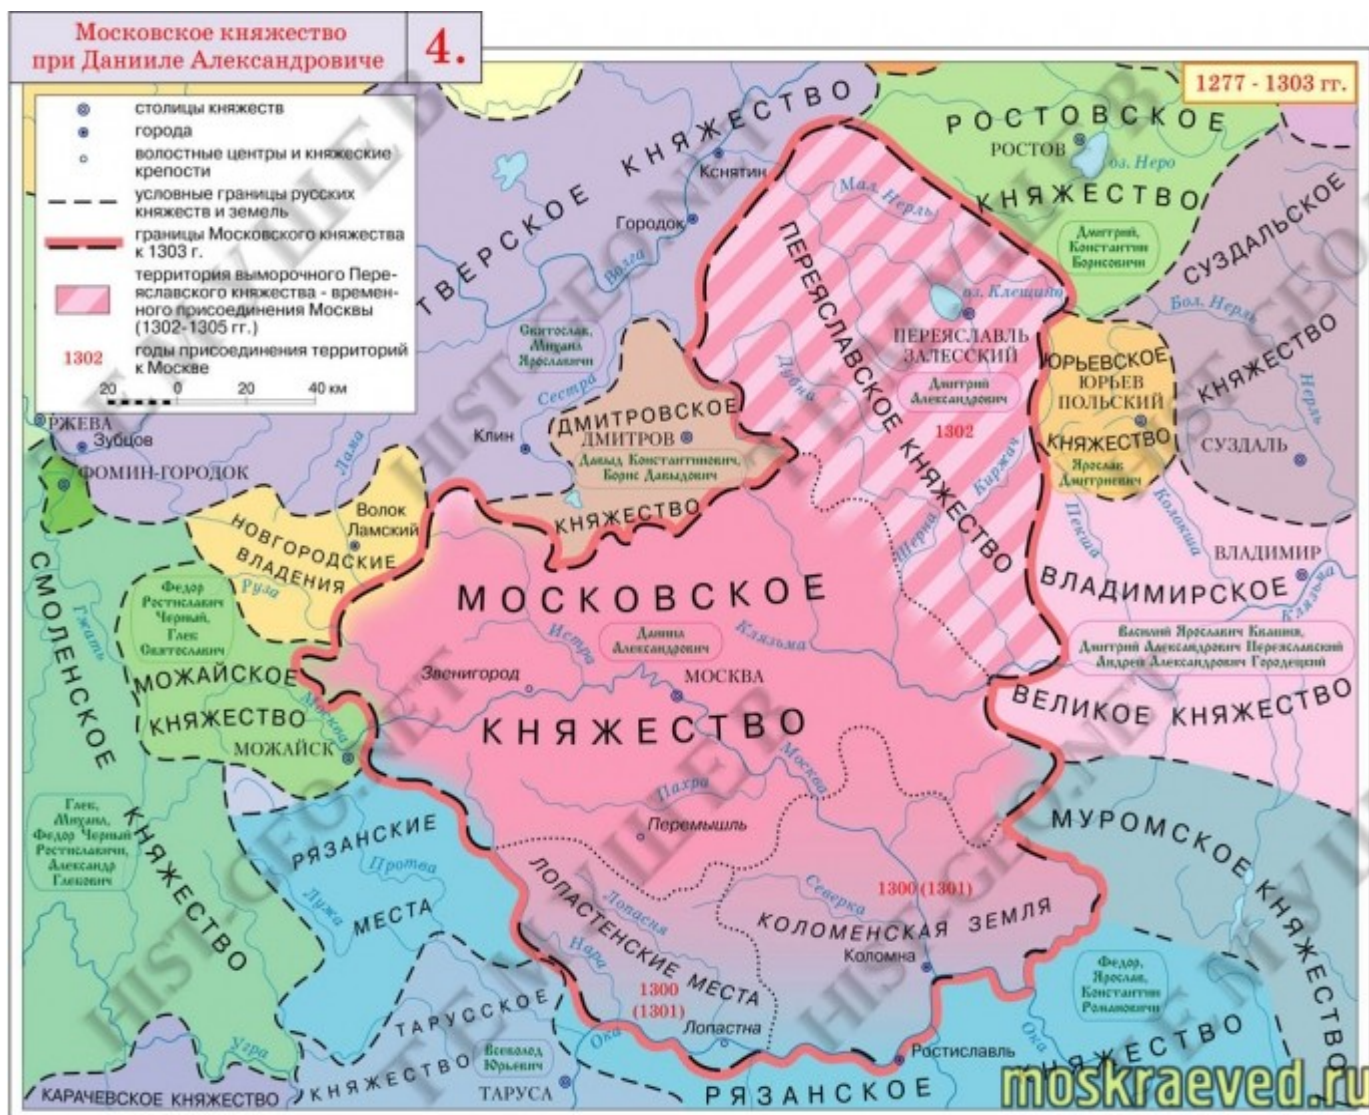 Московское княжество
при Данииле Александровиче
4.
1277 - 1303 гг.
столицы княжеств
города
волостные центры и княжеские
крепости
условные границы русских
княжеств и земель
границы Московского княжества
к 1303 г.
территория выморочного Пере-
яславского княжества - времен-
ного присоединения Москвы
(1302-1305 гг.)
1302
годы присоединения территорий
к Москве
20 0 20 40 км
ТВЕРСКОЕ КНЯЖЕСТВО
Кснятин
Городок
Волга
Святослав,
Михаил
Ярославичи
Сестра
Клин
РОСТОВСКОЕ
РОСТОВ
оз. Неро
КНЯЖЕСТВО
Дмитрий,
Константин
Борисовичи
СУЗДАЛЬСКОЕ
КНЯЖЕСТВО
Бол. Нерль
Нерль
СУЗДАЛЬ
Мал. Нерль
ПЕРЕЯСЛАВСКОЕ КНЯЖЕСТВО
оз. Клещино
ПЕРЕЯСЛАВЛЬ
ЗАЛЕССКИЙ
Дмитрий
Александрович
1302
Дубна
Киржач
Шерна
ЮРЬЕВСКОЕ
ЮРЬЕВ
ПОЛЬСКИЙ
КНЯЖЕСТВО
Ярослав
Дмитриевич
Колокша
Пекша
ДМИТРОВСКОЕ
ДМИТРОВ
Давыд Константинович,
Борис Давыдович
КНЯЖЕСТВО
РЖЕВА
Зубцов
ФОМИН-ГОРОДОК
Лама
Волок
Ламский
НОВГОРОДСКИЕ
ВЛАДЕНИЯ
Руза
СМОЛЕНСКОЕ
КНЯЖЕСТВО
Гжать
Федор
Ростиславич
Черный,
Глеб
Святославич
МОЖАЙСКОЕ
КНЯЖЕСТВО
МОЖАЙСК
Москва
Глеб,
Михаил,
Федор Черный
Ростиславичи,
Александр
Глебович
МОСКОВСКОЕ
КНЯЖЕСТВО
Даниил
Александрович
Истра
Клязьма
Звенигород
МОСКВА
Москва
Пахра
Перемышль
ВЛАДИМИР
Клязьма
ВЛАДИМИРСКОЕ
Василий Ярославич Квашня,
Дмитрий Александрович Переяславский
Андрей Александрович Городецкий
ВЕЛИКОЕ КНЯЖЕСТВО
МУРОМСКОЕ КНЯЖЕСТВО
РЯЗАНСКИЕ
МЕСТА
Протва
Лужа
ЛОПАСТЕНСКИЕ МЕСТА
Лопасня
Нара
1300
(1301)
Лопастна
1300 (1301)
Северка
КОЛОМЕНСКАЯ ЗЕМЛЯ
Коломна
Федор,
Ярослав,
Константин
Романовичи
Ока
Ростиславль
РЯЗАНСКОЕ
КНЯЖЕСТВО
ТАРУССКОЕ
КНЯЖЕСТВО
Всеволод
Юрьевич
ТАРУСА
Ока
Угра
КАРАЧЕВСКОЕ КНЯЖЕСТВО
HIST-GEO.NET
moskraeved.ru